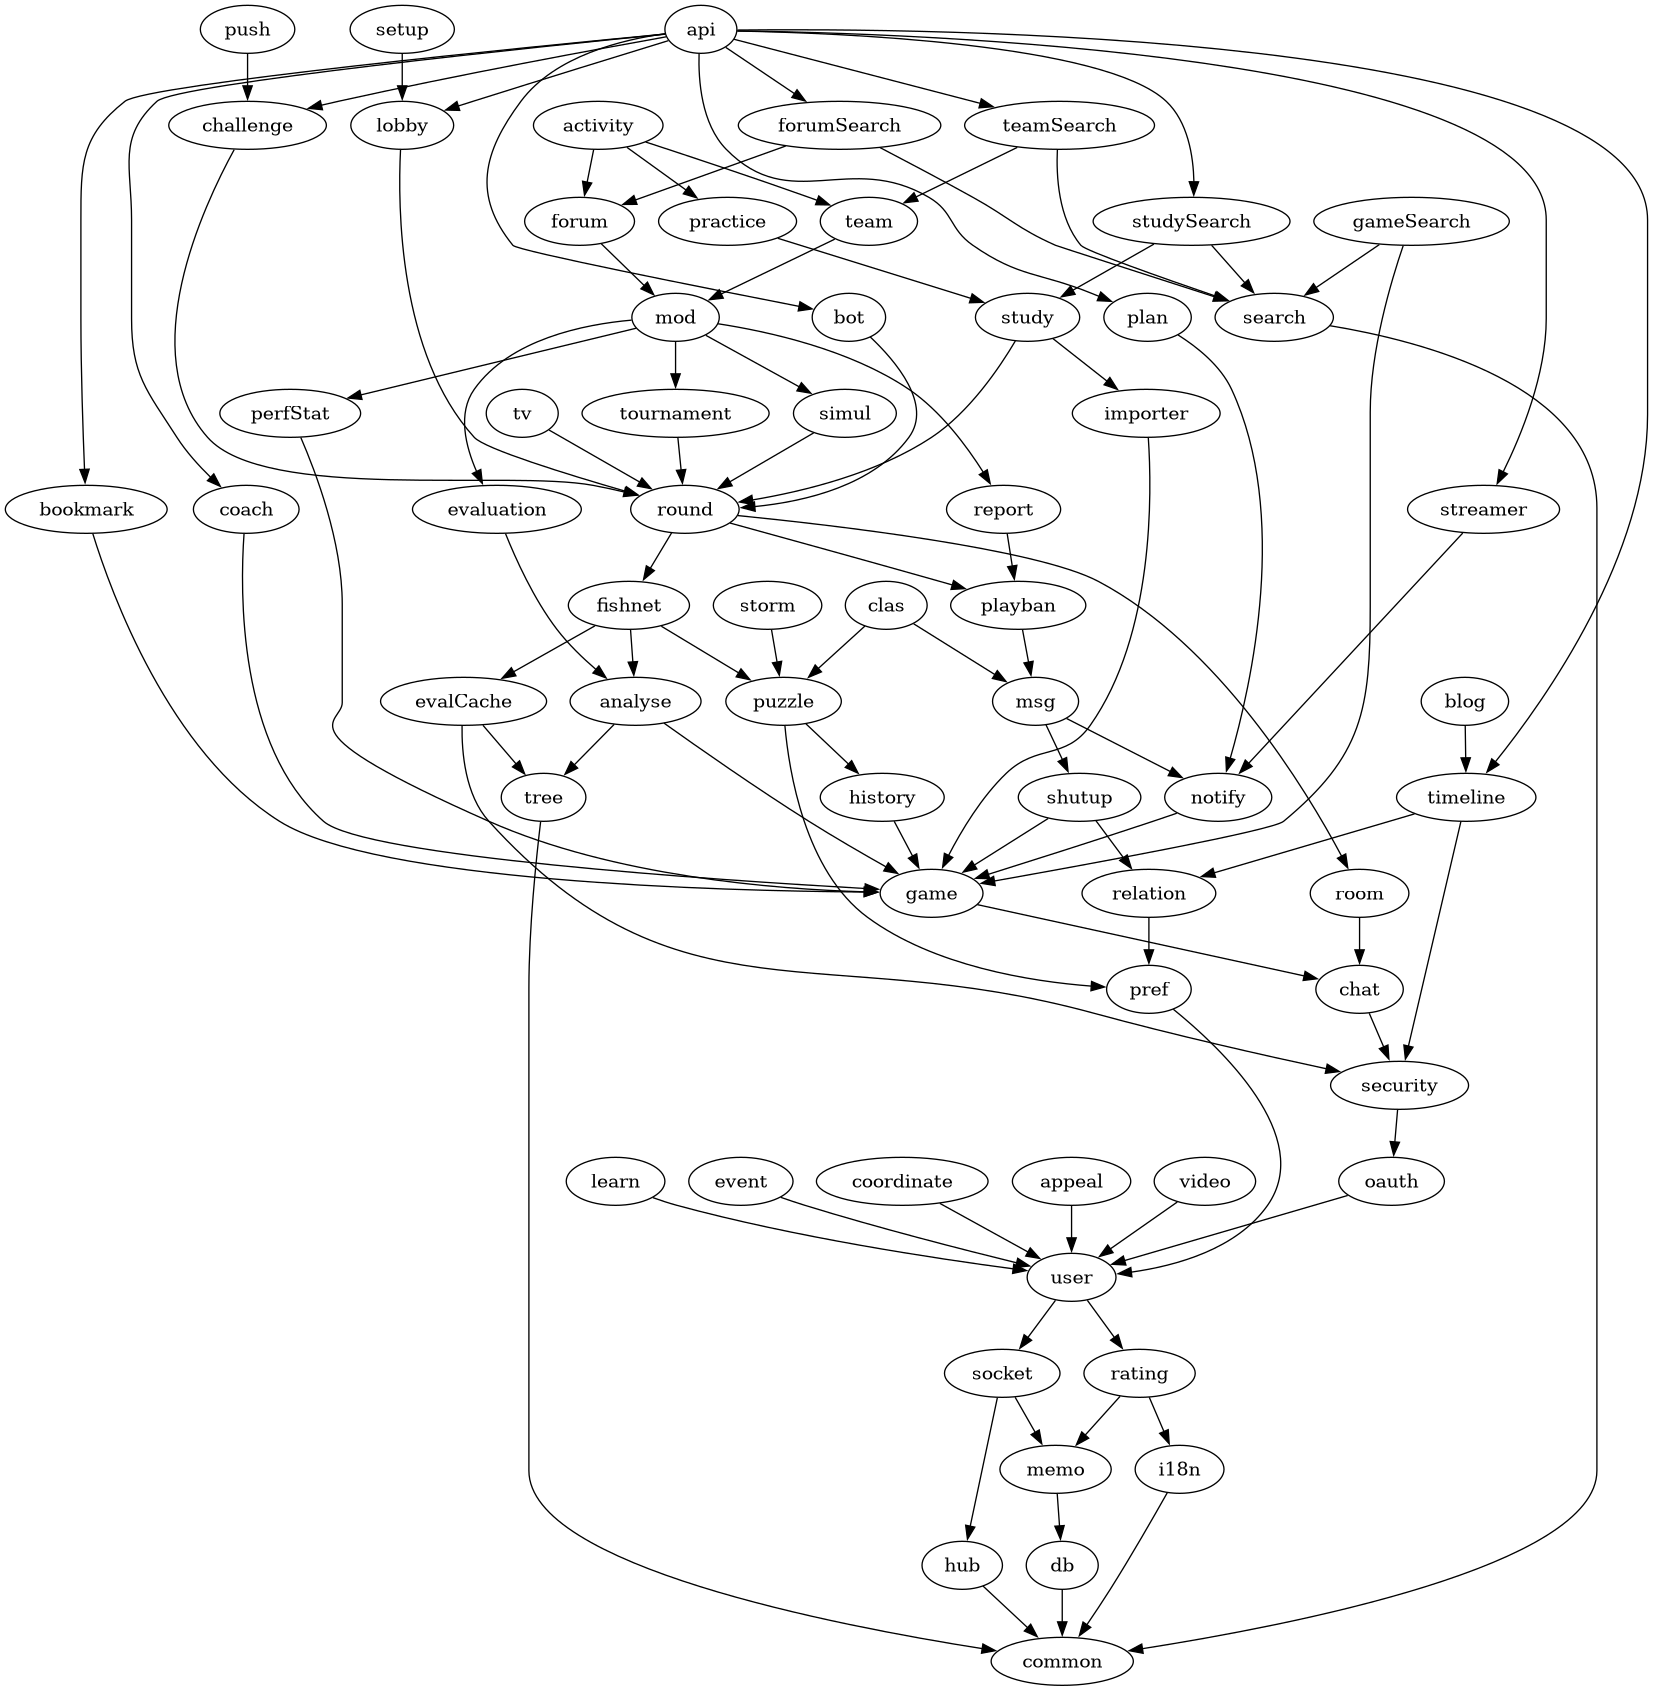 push
setup
api
challenge
lobby
activity
forumSearch
teamSearch
forum
practice
team
studySearch
gameSearch
mod
bot
study
plan
search
perfStat
tv
tournament
simul
importer
bookmark
coach
evaluation
round
report
streamer
fishnet
storm
clas
playban
evalCache
analyse
puzzle
msg
blog
tree
history
shutup
notify
timeline
game
relation
room
pref
chat
security
learn
event
coordinate
appeal
video
oauth
user
socket
rating
memo
i18n
hub
db
common